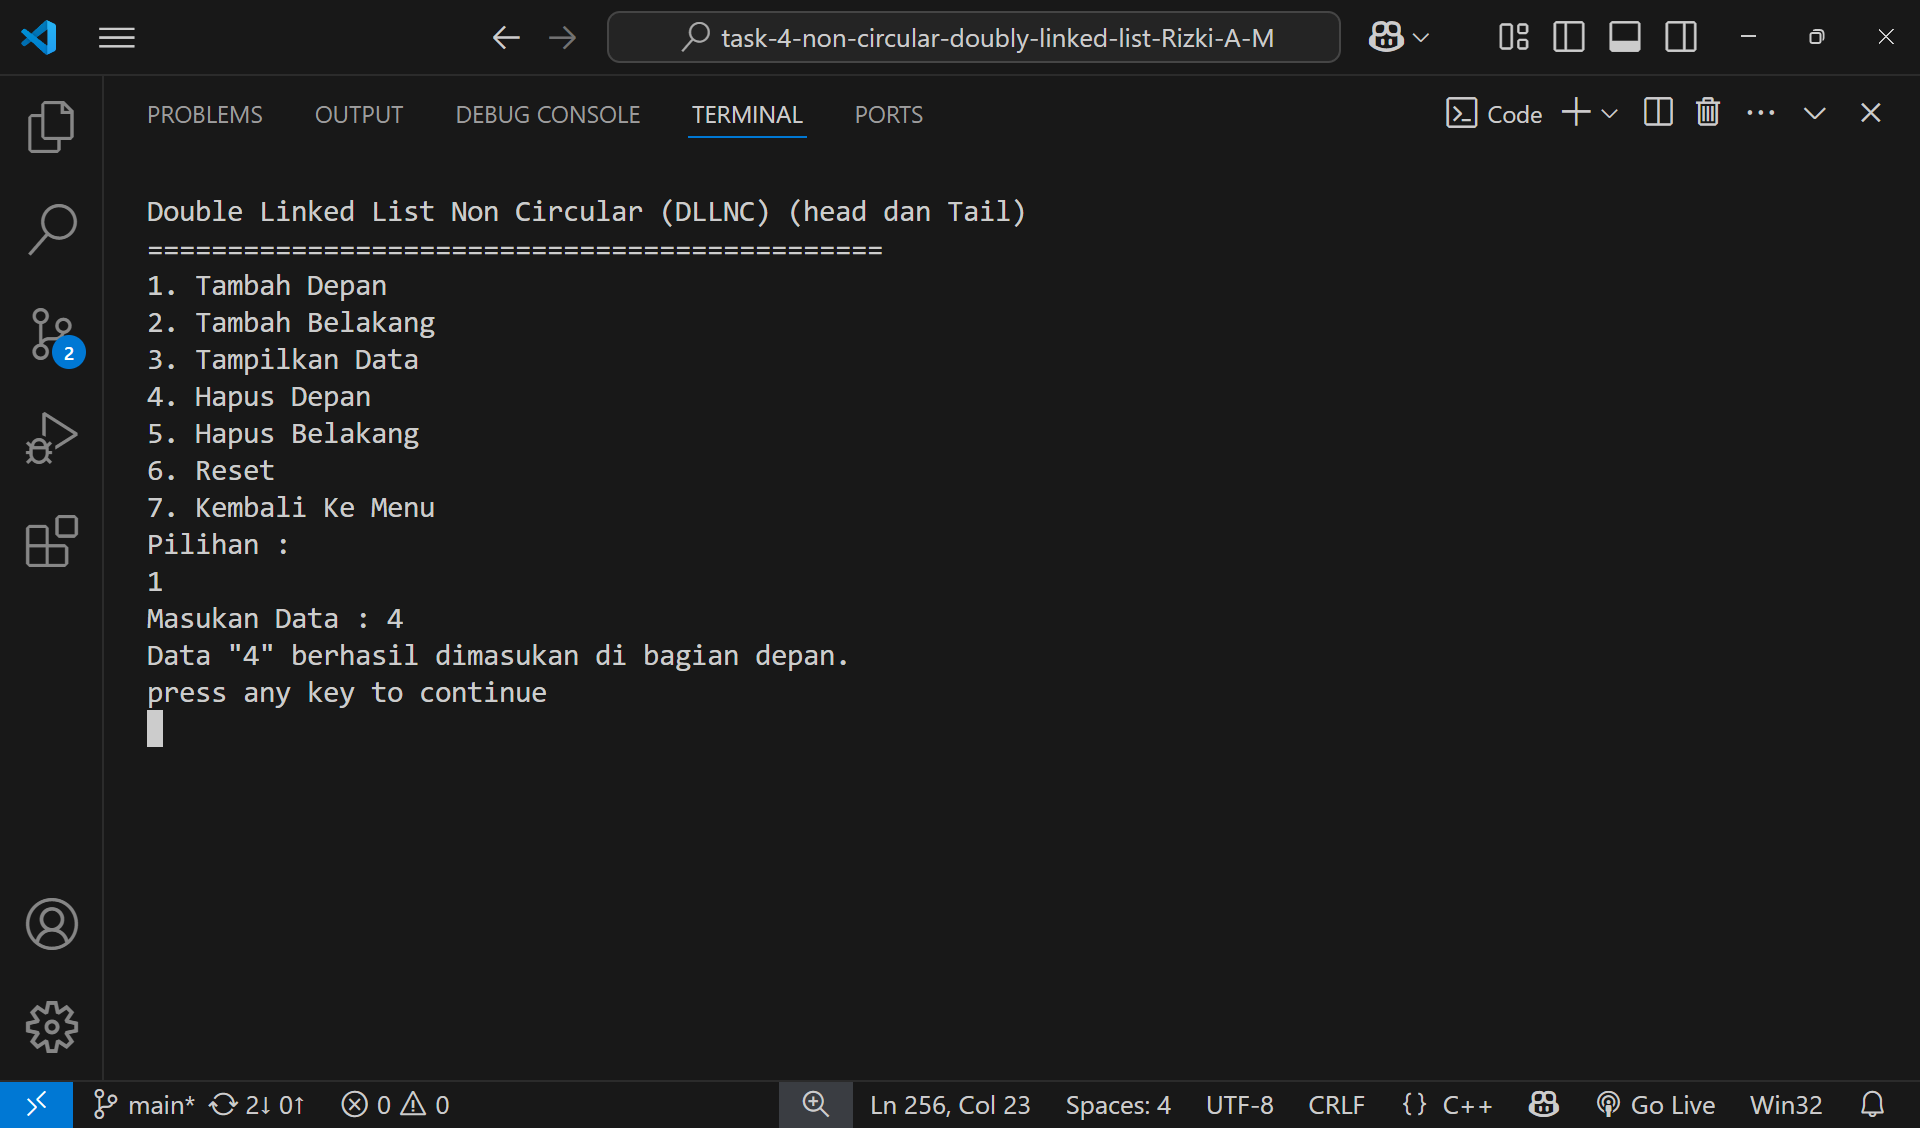 task-4-non-circular-doubly-linked-list-Rizki-A-M
PROBLEMS OUTPUT DEBUG CONSOLE TERMINAL PORTS Code
Double Linked List Non Circular (DLLNC) (head dan Tail)
==============================================
1. Tambah Depan
2. Tambah Belakang
3. Tampilkan Data
4. Hapus Depan
5. Hapus Belakang
6. Reset
7. Kembali Ke Menu
Pilihan :
1
Masukan Data : 4
Data "4" berhasil dimasukan di bagian depan.
press any key to continue
2
main* 2↓ 0↑ 0 0 Ln 256, Col 23 Spaces: 4 UTF-8 CRLF {} C++ Go Live Win32